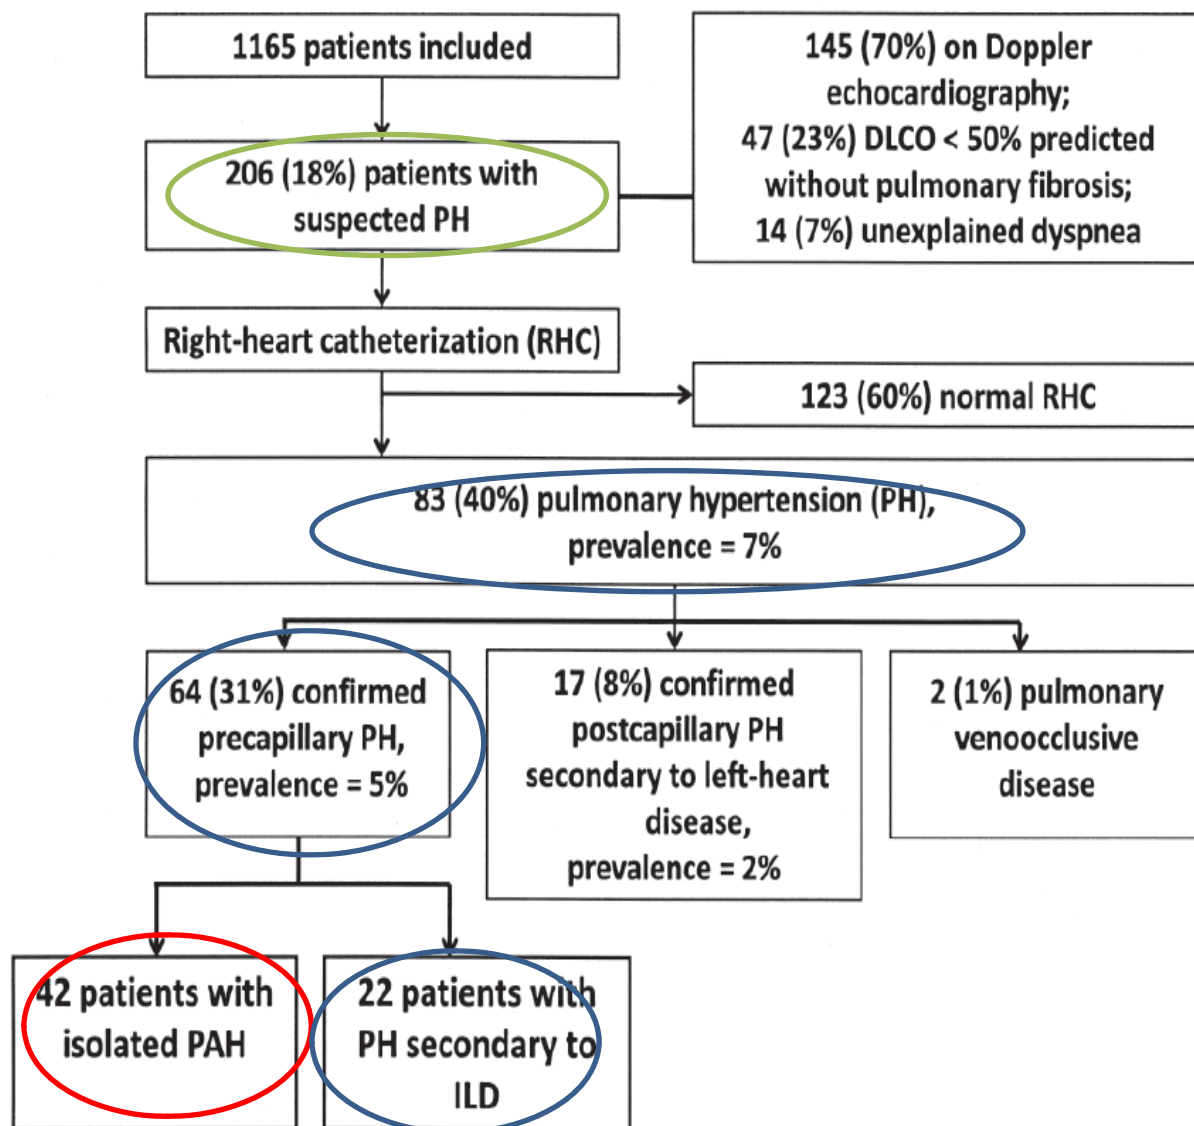 1165 patients included
145 (70%) on Doppler
echocardiography;
47 (23%) DLCO < 50% predicted
without pulmonary fibrosis;
14 (7%) unexplained dyspnea
206 (18%) patients with
suspected PH
Right-heart catheterization (RHC)
123 (60%) normal RHC
83 (40%) pulmonary hypertension (PH),
prevalence = 7%
64 (31%) confirmed
precapillary PH,
prevalence = 5%
17 (8%) confirmed
postcapillary PH
secondary to left-heart
disease,
prevalence = 2%
2 (1%) pulmonary
venoocclusive
disease
42 patients with
isolated PAH
22 patients with
PH secondary to
ILD